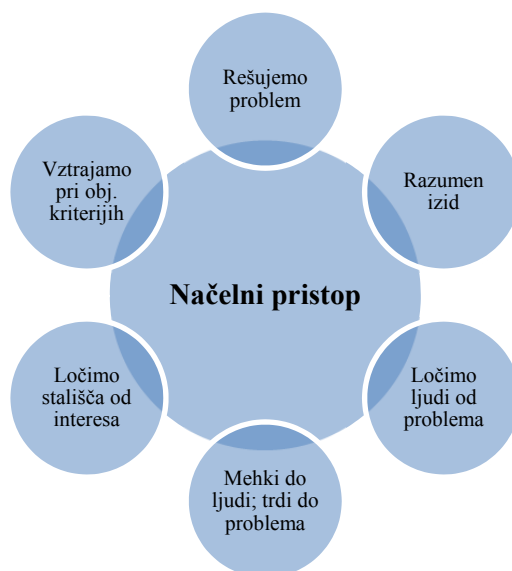 Rešujemo
problem
Razumen
izid
Ločimo
ljudi od
problema
Mehki do
ljudi; trdi do
problema
Ločimo
stališča od
interesa
Vztrajamo
pri obj.
kriterijih
Načelni pristop